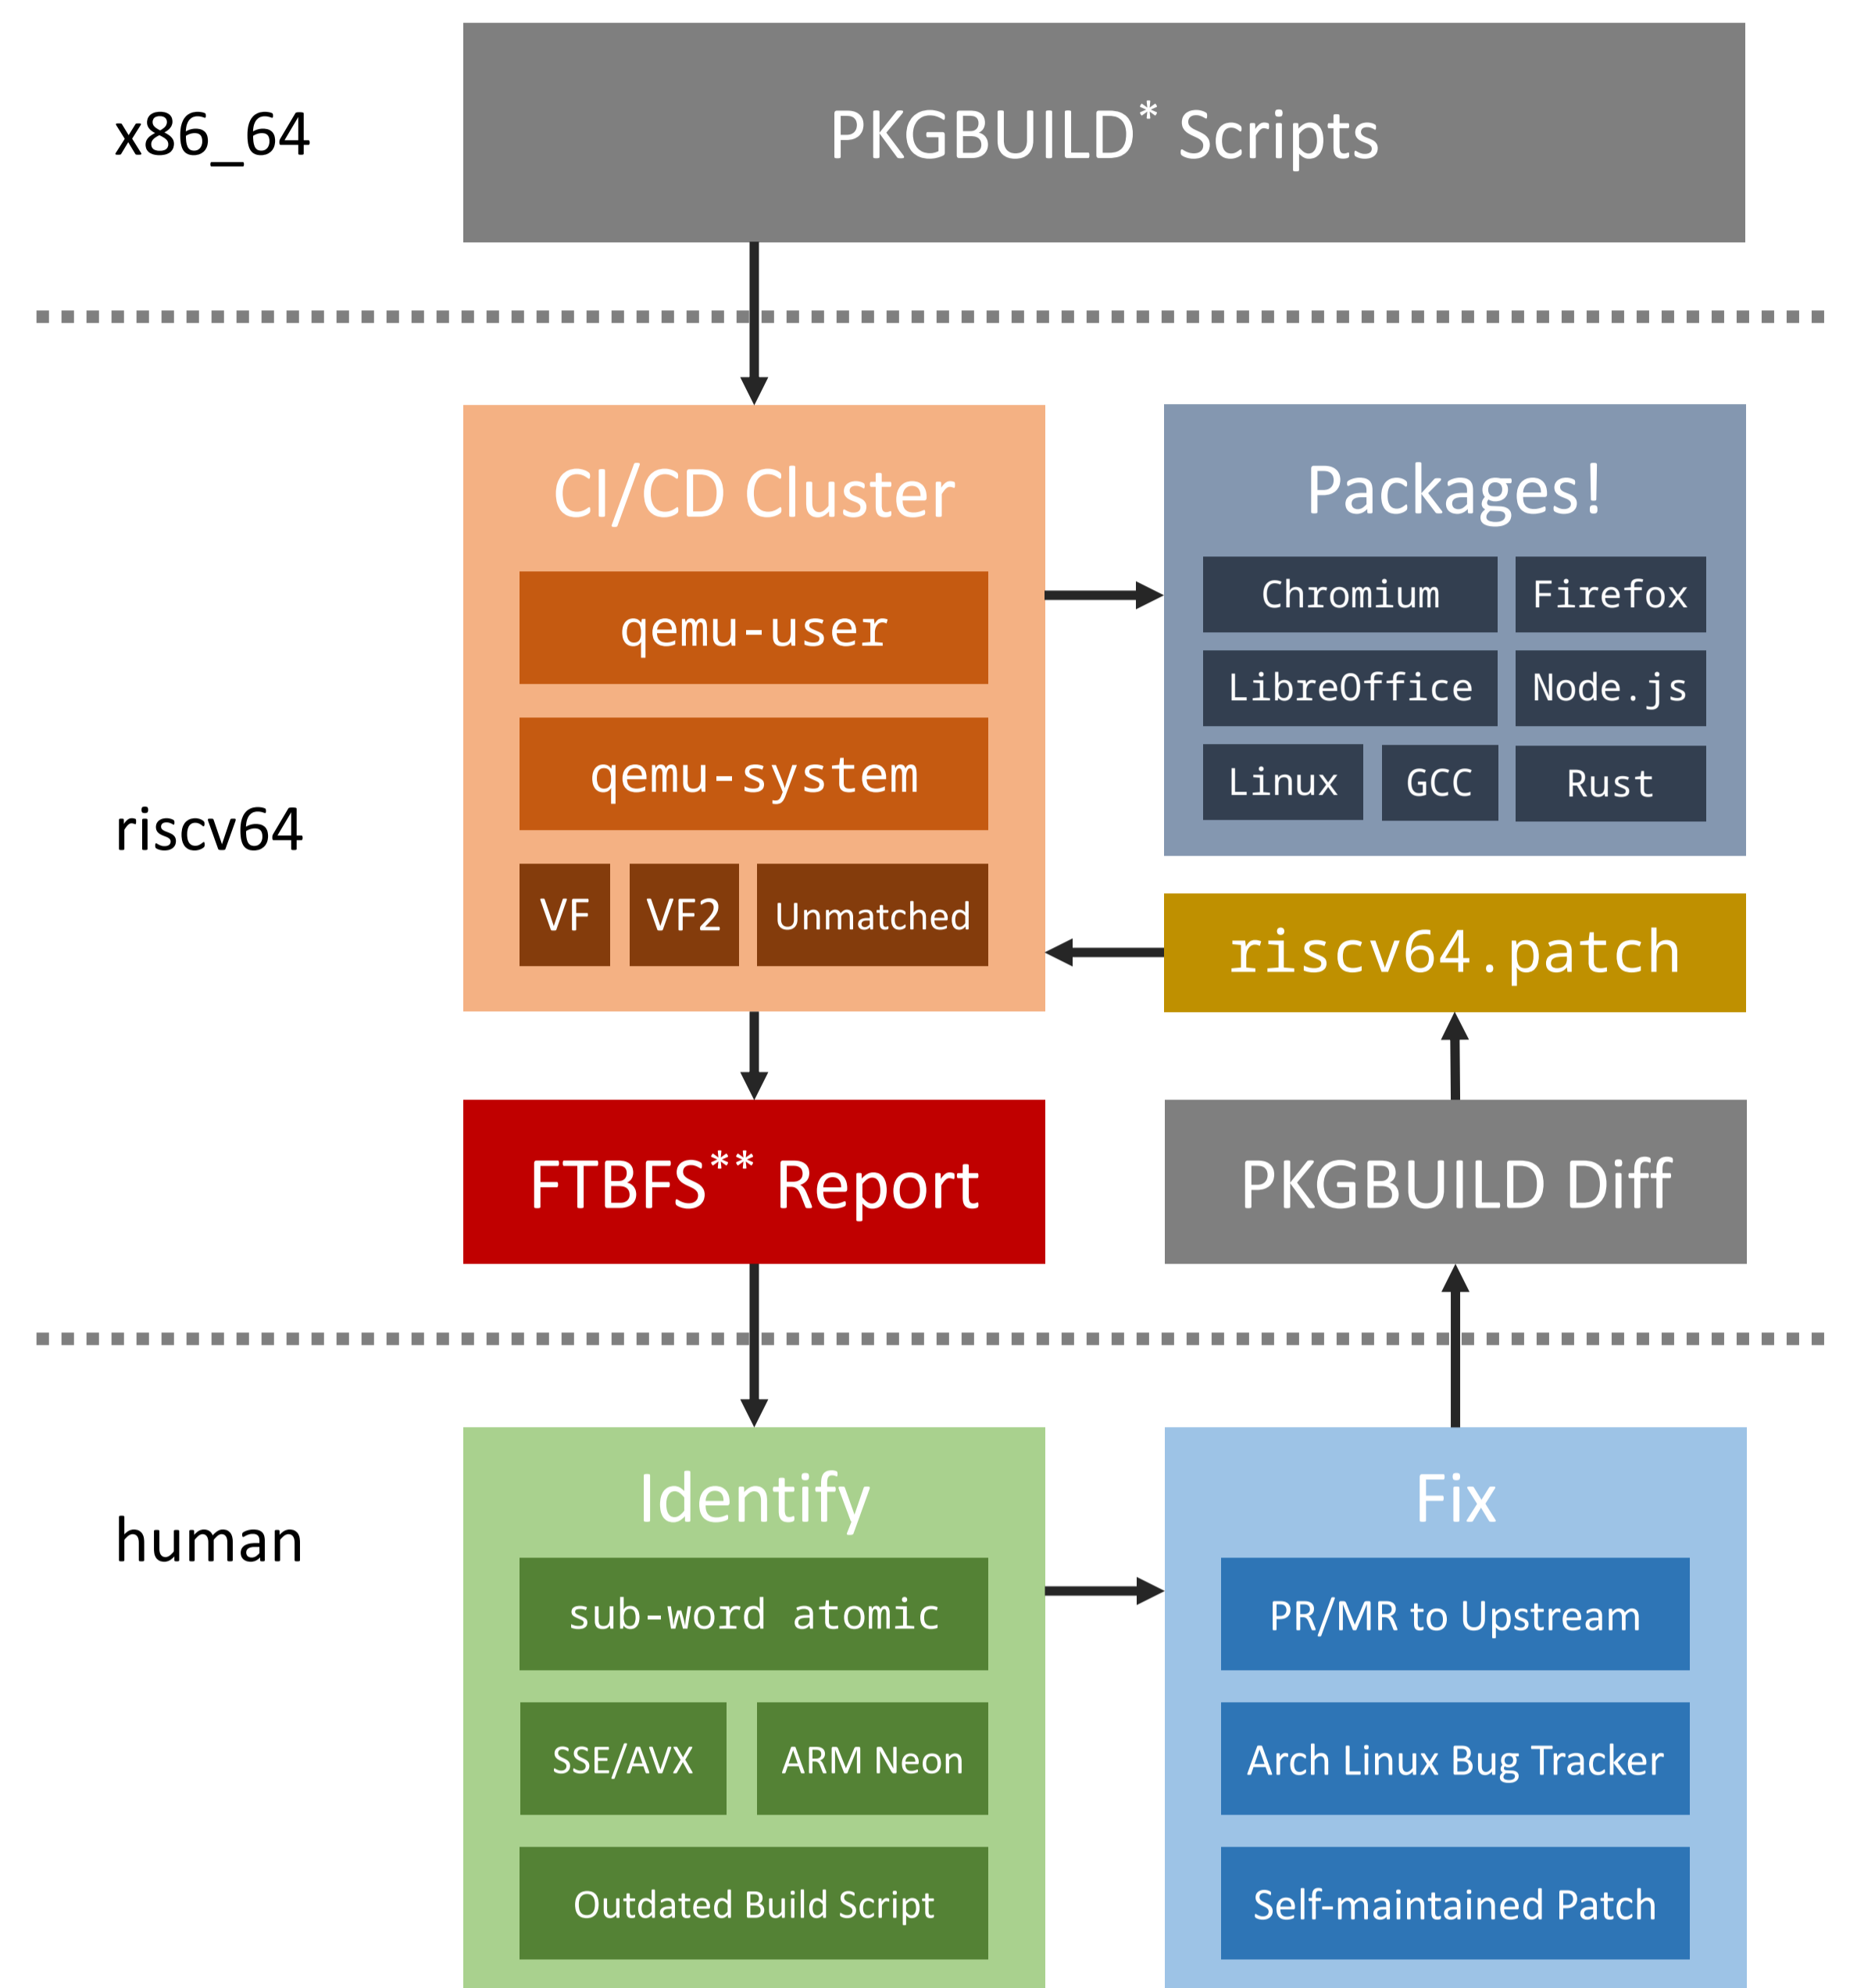 x86_64
PKGBUILD* Scripts
riscv64
CI/CD Cluster
qemu-user
qemu-system
VF
VF2
Unmatched
Packages!
Chromium
Firefox
LibreOffice
Node.js
Linux
GCC
Rust
riscv64.patch
FTBFS** Report
PKGBUILD Diff
human
Identify
sub-word atomic
SSE/AVX
ARM Neon
Outdated Build Script
Fix
PR/MR to Upstream
Arch Linux Bug Tracker
Self-maintained Patch